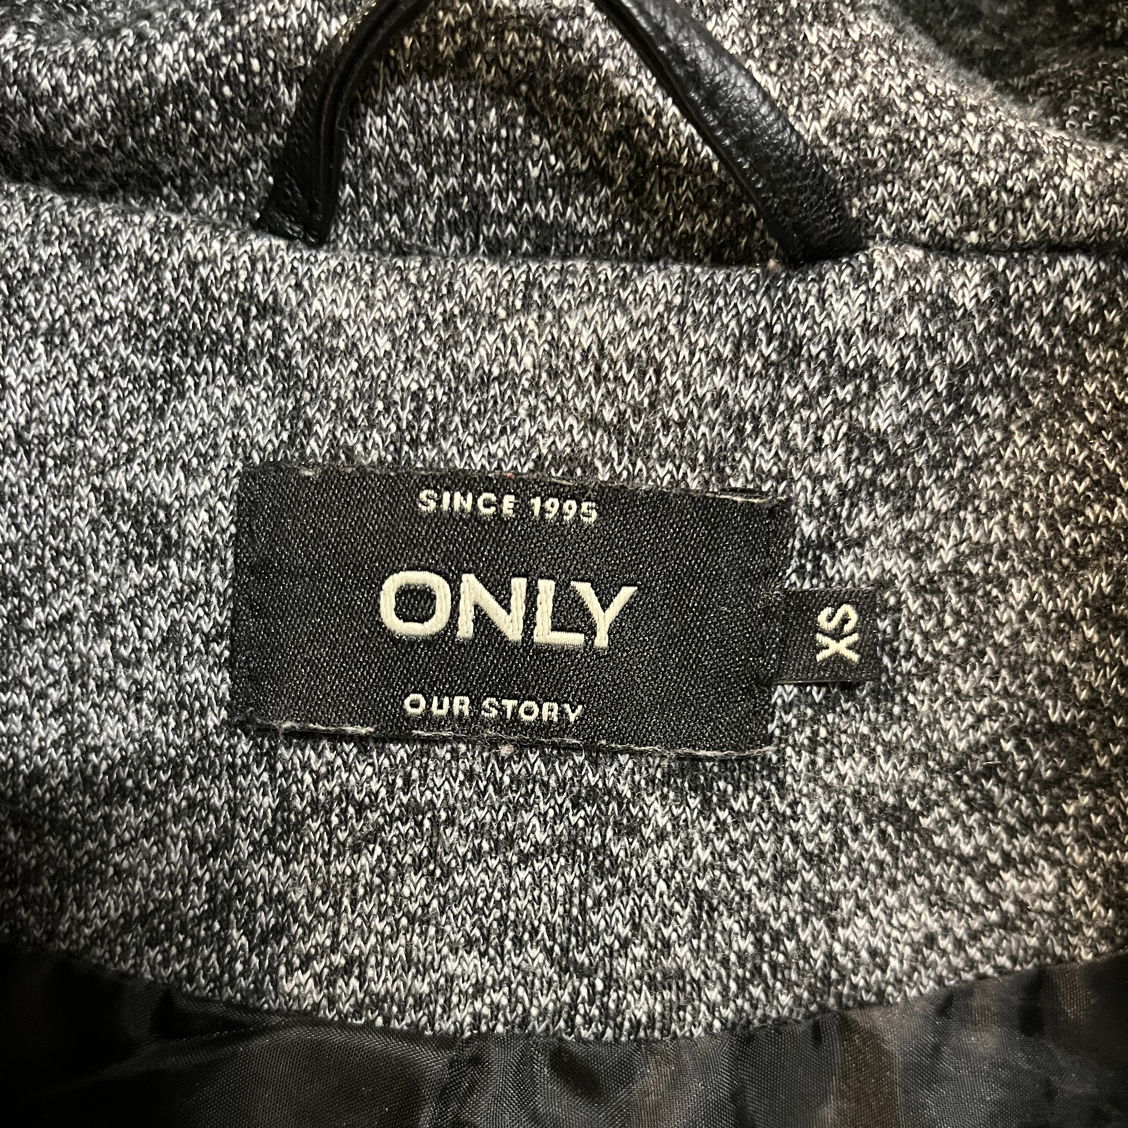 SINCE 1995
ONLY
OUR STORY
XS